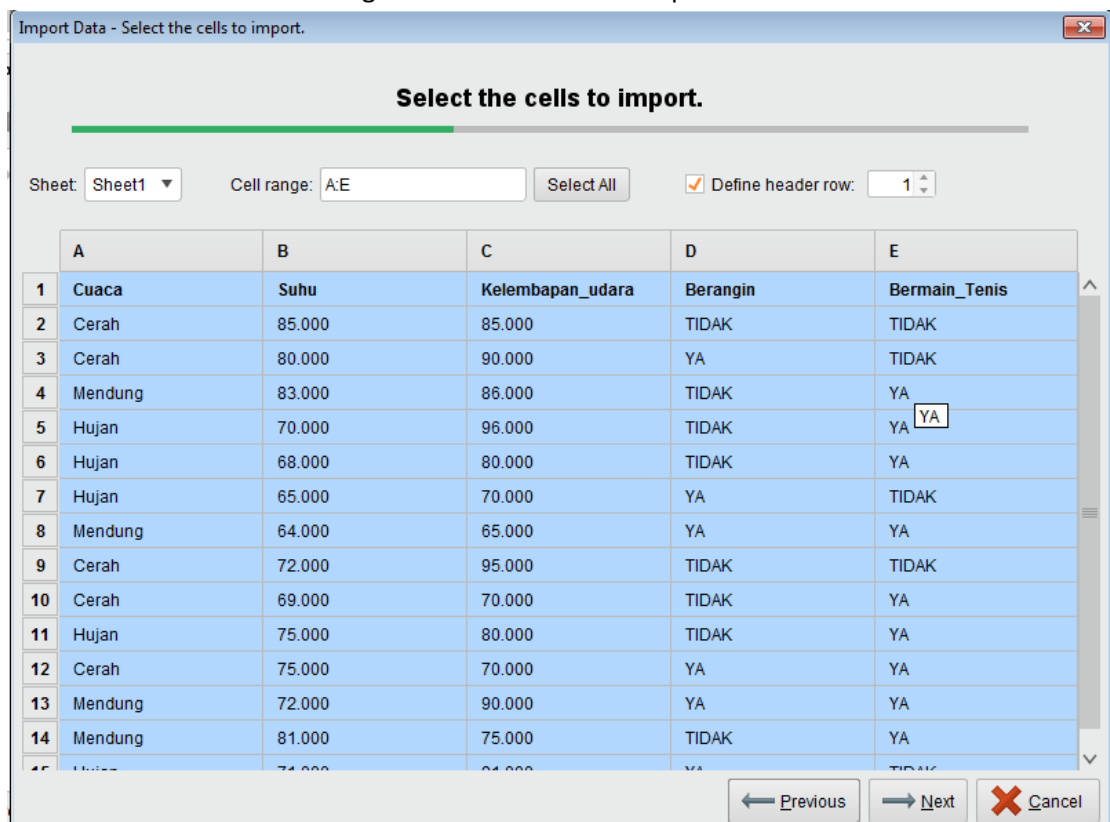 Import Data - Select the cells to import.
Select the cells to import.
Sheet: Sheet1 Cell range: A:E Select All Define header row: 1
A B C D E
1 Cuaca Suhu Kelembapan_udara Berangin Bermain_Tenis
2 Cerah 85.000 85.000 TIDAK TIDAK
3 Cerah 80.000 90.000 YA TIDAK
4 Mendung 83.000 86.000 TIDAK YA
YA
5 Hujan 70.000 96.000 TIDAK YA
6 Hujan 68.000 80.000 TIDAK YA
7 Hujan 65.000 70.000 YA TIDAK
8 Mendung 64.000 65.000 YA YA
9 Cerah 72.000 95.000 TIDAK TIDAK
10 Cerah 69.000 70.000 TIDAK YA
11 Hujan 75.000 80.000 TIDAK YA
12 Cerah 75.000 70.000 YA YA
13 Mendung 72.000 90.000 YA YA
14 Mendung 81.000 75.000 TIDAK YA
Previous Next Cancel